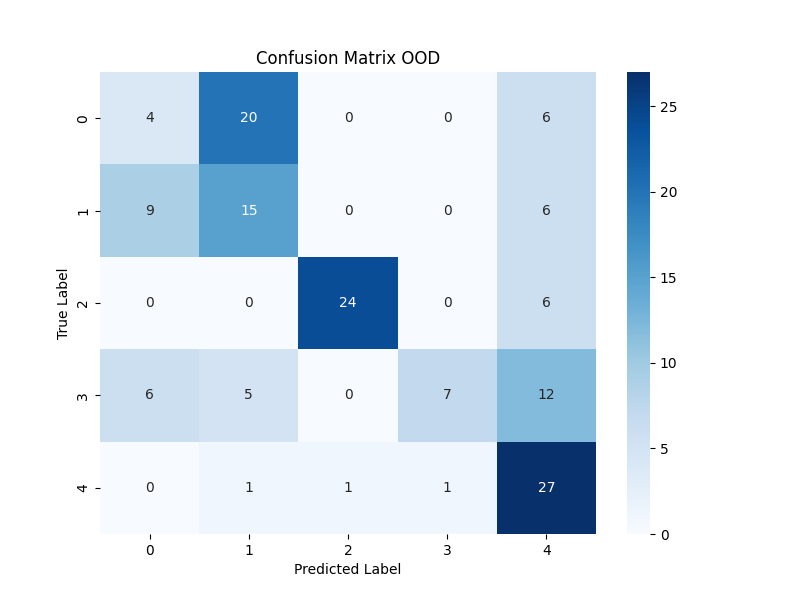 Confusion Matrix OOD
0 4 20 0 0 6
1 9 15 0 0 6
2 0 0 24 0 6
3 6 5 0 7 12
4 0 1 1 1 27
0 1 2 3 4
Predicted Label
True Label
25
20
15
10
5
0